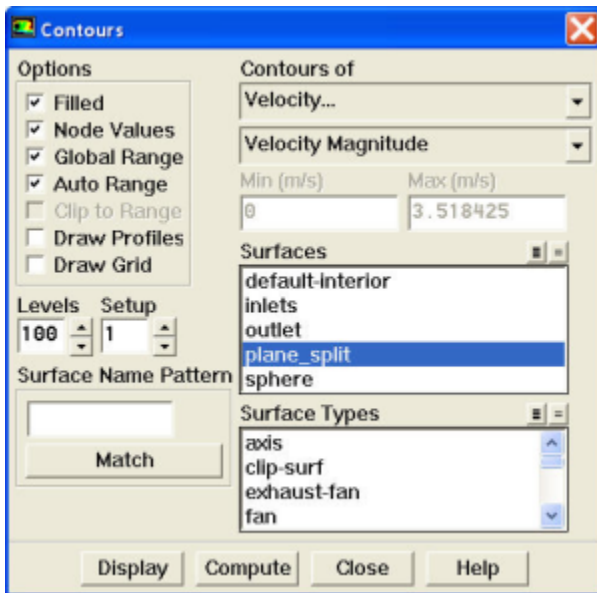 Contours
Options
Filled
Node Values
Global Range
Auto Range
Clip to Range
Draw Profiles
Draw Grid
Levels Setup
100 1
Surface Name Pattern
Match
Contours of
Velocity...
Velocity Magnitude
Min (m/s) Max (m/s)
0 3.518425
Surfaces
default-interior
inlets
outlet
plane_split
sphere
Surface Types
axis
clip-surf
exhaust-fan
fan
Display Compute Close Help